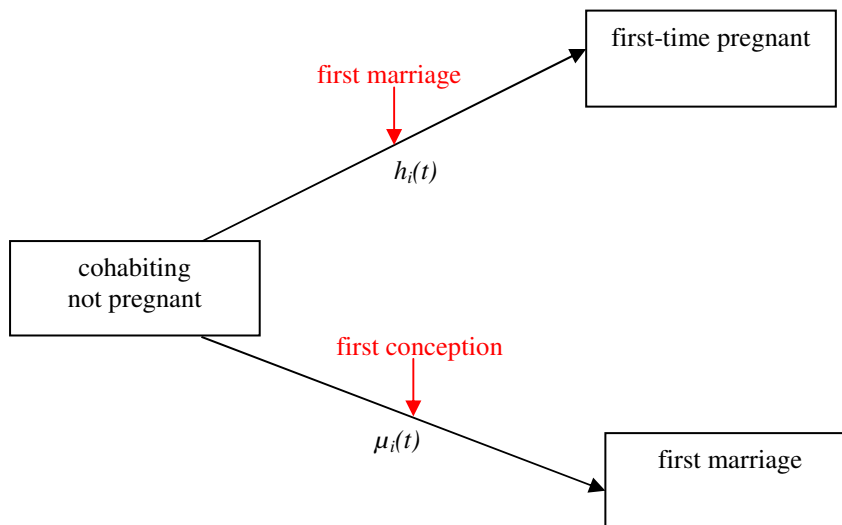 first-time pregnant
first marriage
hi(t)
cohabiting
not pregnant
first conception
μi(t)
first marriage